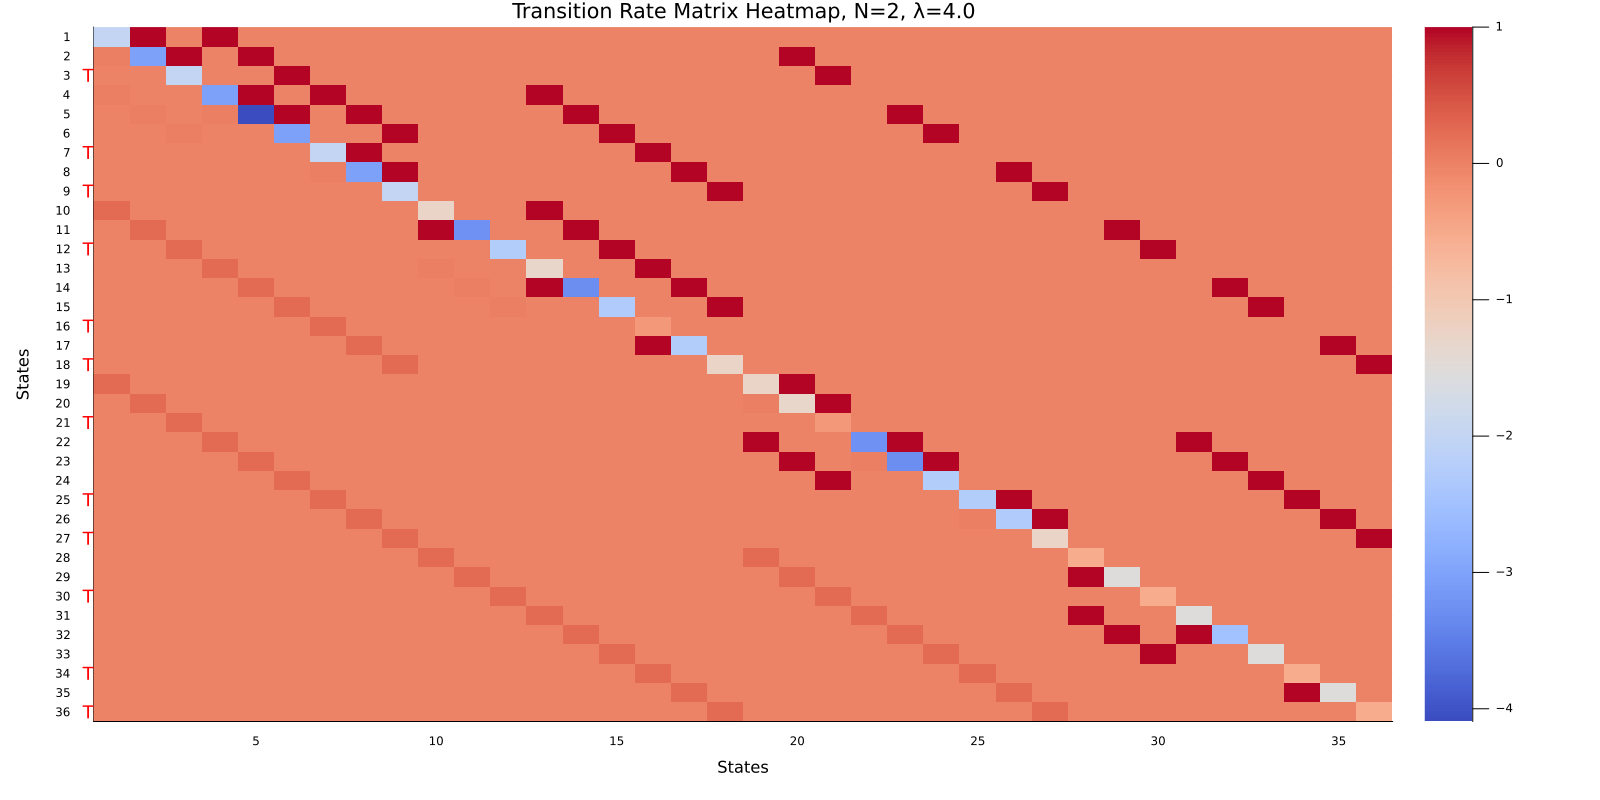 Transition Rate Matrix Heatmap, N=2, λ=4.0
1
2
3 T
4
5
6
7 T
8
9 T
10
11
12 T
13
14
15
16 T
17
18 T
19
20
21 T
22
23
24
25 T
26
27 T
28
29
30 T
31
32
33
34 T
35
36 T
States
5 10 15 20 25 30 35
States
1
0
−1
−2
−3
−4